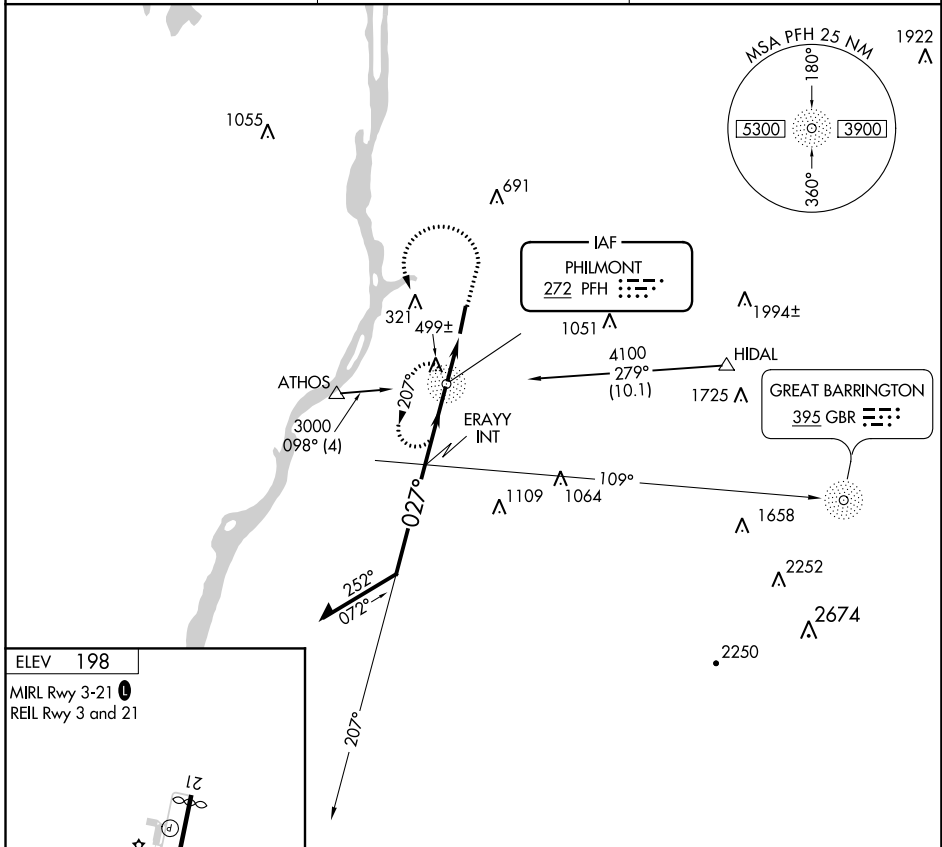 MSA PFH 25 NM
180°
5300
3900
360°
1922
1055
691
IAF
PHILMONT
272 PFH
321
499±
1051
1994±
HIDAL
4100
279°
(10.1)
1725
ATHOS
3000
098° (4)
207°
ERAYY
INT
GREAT BARRINGTON
395 GBR
109°
1109
1064
1658
027°
252°
072°
2252
2674
2250
207°
ELEV 198
MIRL Rwy 3-21 L
REIL Rwy 3 and 21
21
P